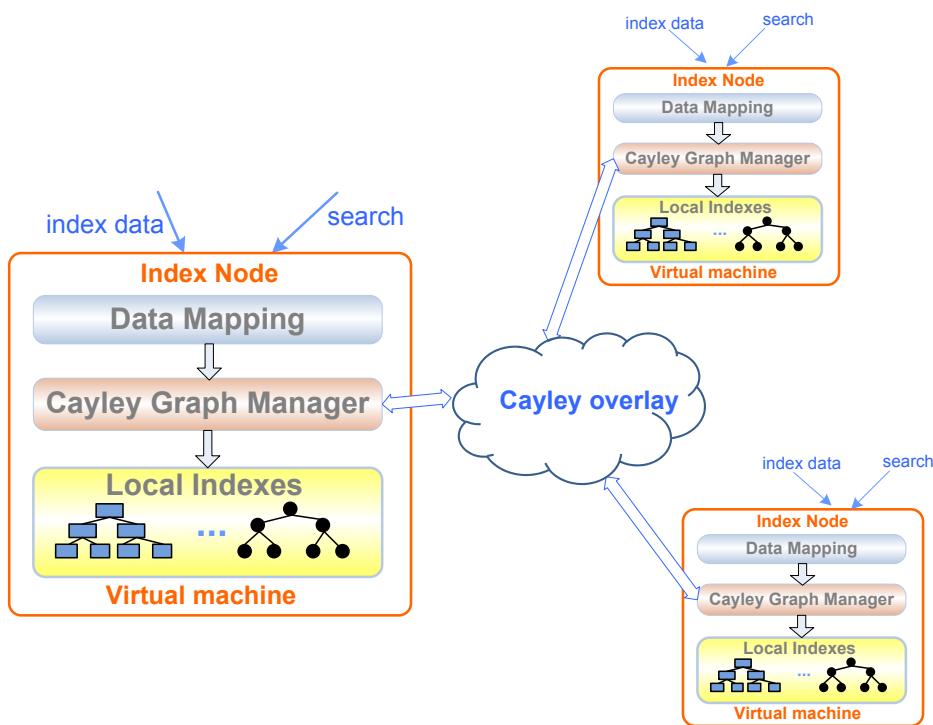 index data
search
Index Node
Data Mapping
Cayley Graph Manager
Local Indexes
...
Virtual machine
index data
search
Index Node
Data Mapping
Cayley Graph Manager
Local Indexes
...
Virtual machine
Cayley overlay
index data
search
Index Node
Data Mapping
Cayley Graph Manager
Local Indexes
...
Virtual machine